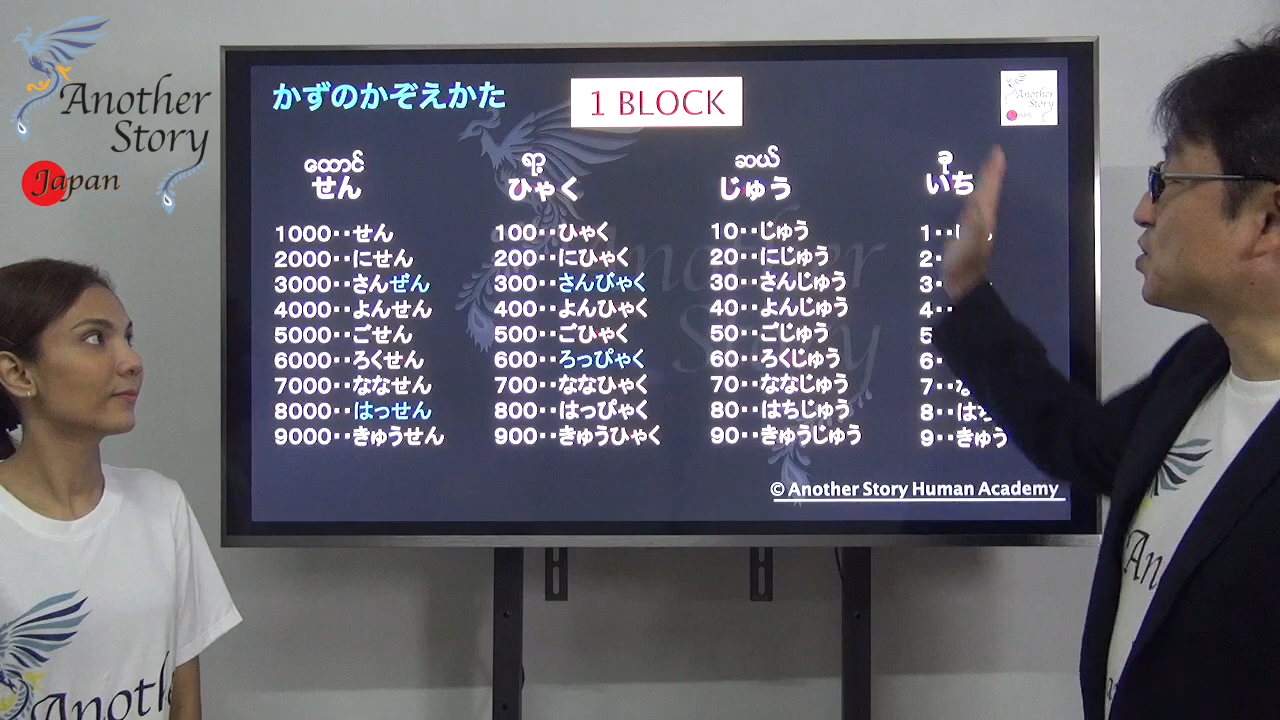 Another
Story
Japan
かずのかぞえかた
1 BLOCK
Another
Story
Japan
ထောင် ရာ့ ဆယ် ခု
せん ひゃく じゅう いち
1000‥せん 100‥ひゃく 10‥じゅう 1‥
2000‥にせん 200‥にひゃく 20‥にじゅう 2‥
3000‥さんぜん 300‥さんびゃく 30‥さんじゅう 3‥
4000‥よんせん 400‥よんひゃく 40‥よんじゅう 4‥
5000‥ごせん 500‥ごひゃく 50‥ごじゅう 5
6000‥ろくせん 600‥ろっぴゃく 60‥ろくじゅう 6‥
7000‥ななせん 700‥ななひゃく 70‥ななじゅう 7‥な
8000‥はっせん 800‥はっぴゃく 80‥はちじゅう 8‥はち
9000‥きゅうせん 900‥きゅうひゃく 90‥きゅうじゅう 9‥きゅう
Another
Story
© Another Story Human Academy